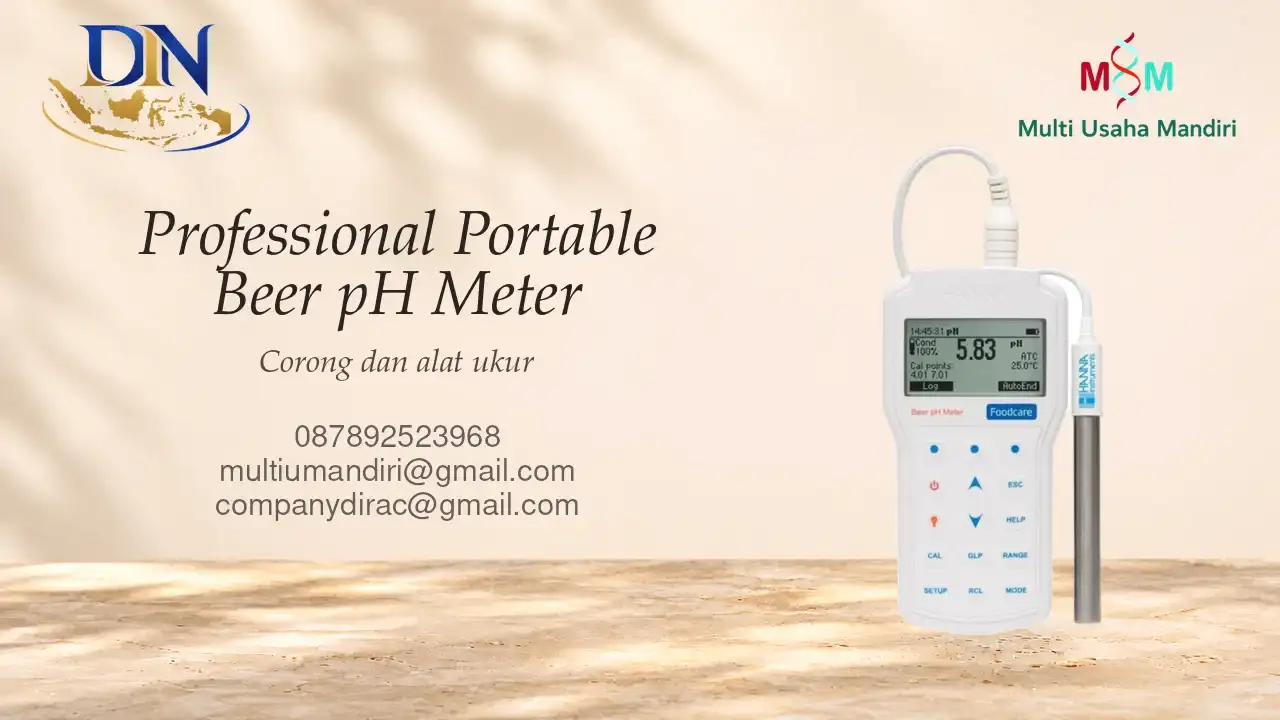 DIN
M M
Multi Usaha Mandiri
Professional Portable
Beer pH Meter
Corong dan alat ukur
087892523968
multiumandiri@gmail.com
companydirac@gmail.com
14:45:31 pH
Cond
100%
5.83 pH
ATC
25.0°C
Cal points:
4.01 7.01
Log AutoEnd
Beer pH Meter Foodcare
HANNA
instruments
ESC
HELP
CAL GLP RANGE
SETUP RCL MODE